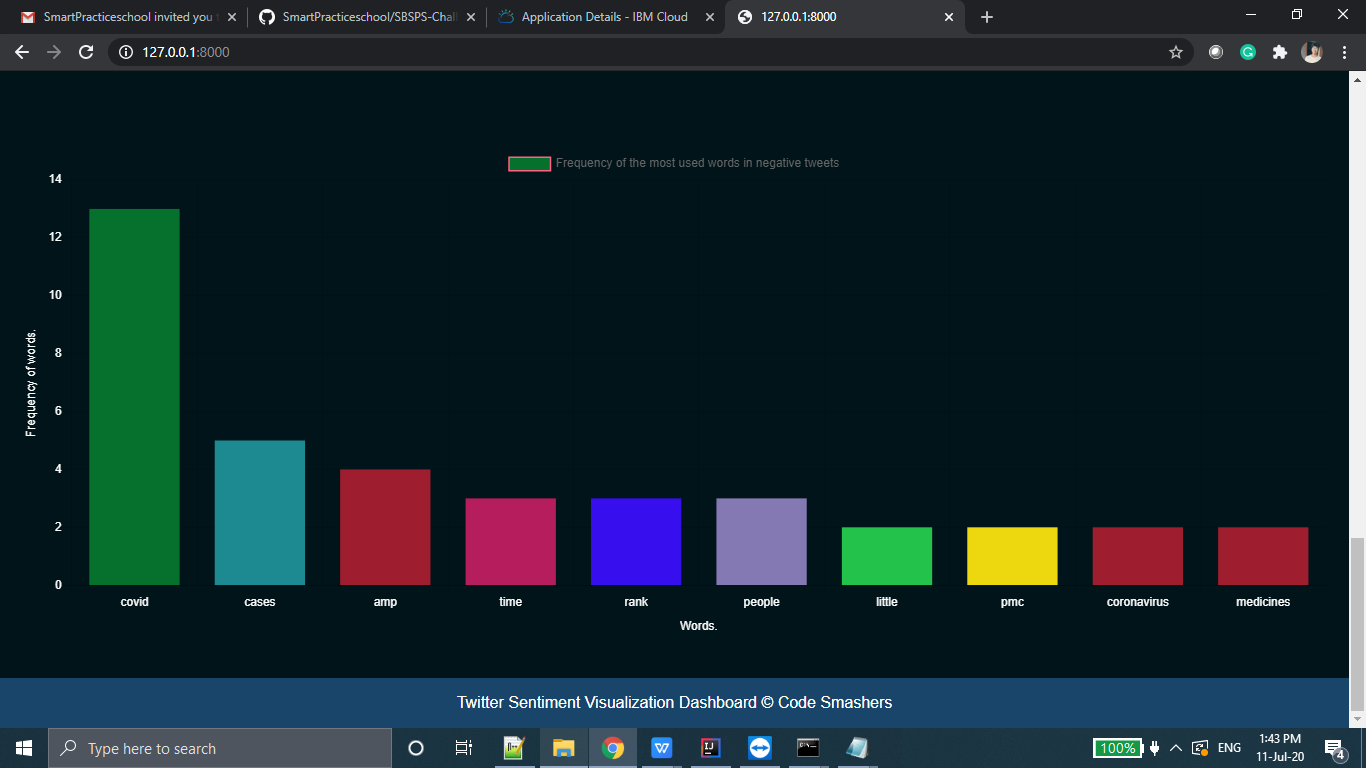 SmartPracticeschool invited you
SmartPracticeschool/SBSPS-Chall
Application Details - IBM Cloud
127.0.0.1:8000
127.0.0.1:8000
Frequency of the most used words in negative tweets
14
12
10
8
6
4
2
0
Frequency of words.
covid cases amp time rank people little pmc coronavirus medicines
Words.
Twitter Sentiment Visualization Dashboard © Code Smashers
Type here to search
100%
ENG
1:43 PM
11-Jul-20
4